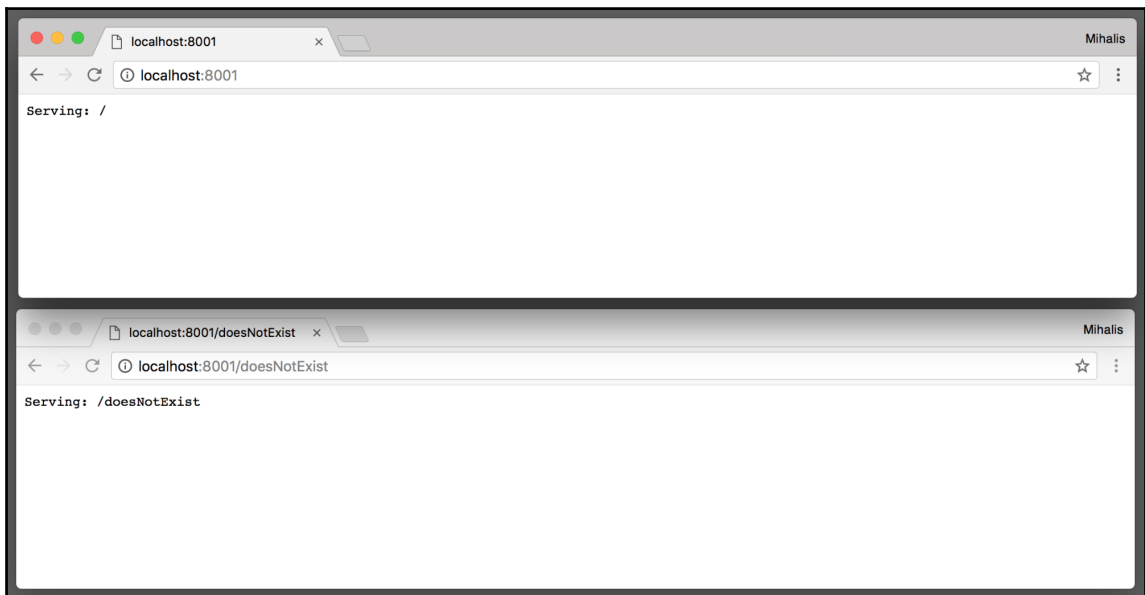 localhost:8001 Mihalis
localhost:8001
Serving: /
localhost:8001/doesNotExist Mihalis
localhost:8001/doesNotExist
Serving: /doesNotExist